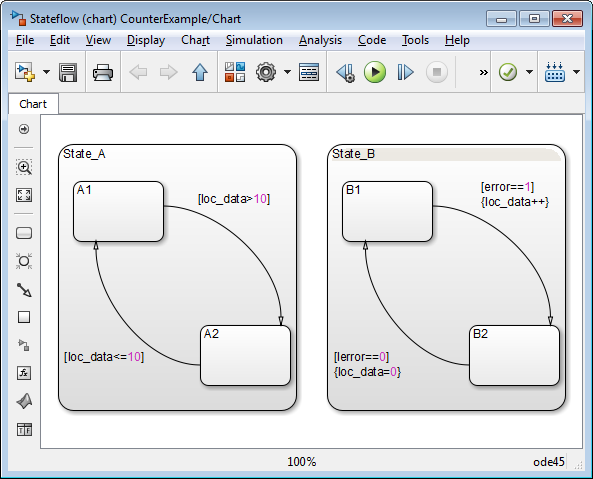 Stateflow (chart) CounterExample/Chart
File Edit View Display Chart Simulation Analysis Code Tools Help
»
Chart
State_A
A1
[loc_data>10]
A2
[loc_data<=10]
State_B
B1
[error==1]
{loc_data++}
B2
[lerror==0]
{loc_data=0}
100%
ode45